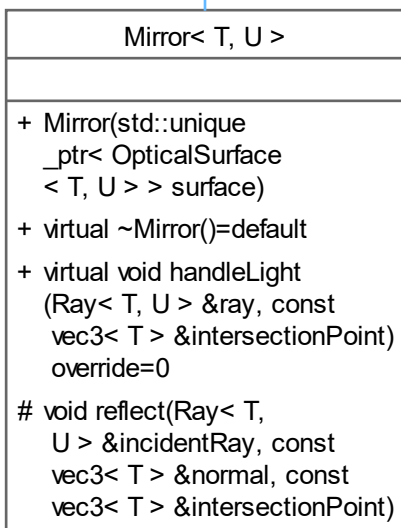 Mirror< T, U >
+ Mirror(std::unique
_ptr< OpticalSurface
< T, U > > surface)
+ virtual ~Mirror()=default
+ virtual void handleLight
(Ray< T, U > &ray, const
vec3< T > &intersectionPoint)
override=0
# void reflect(Ray< T,
U > &incidentRay, const
vec3< T > &normal, const
vec3< T > &intersectionPoint)